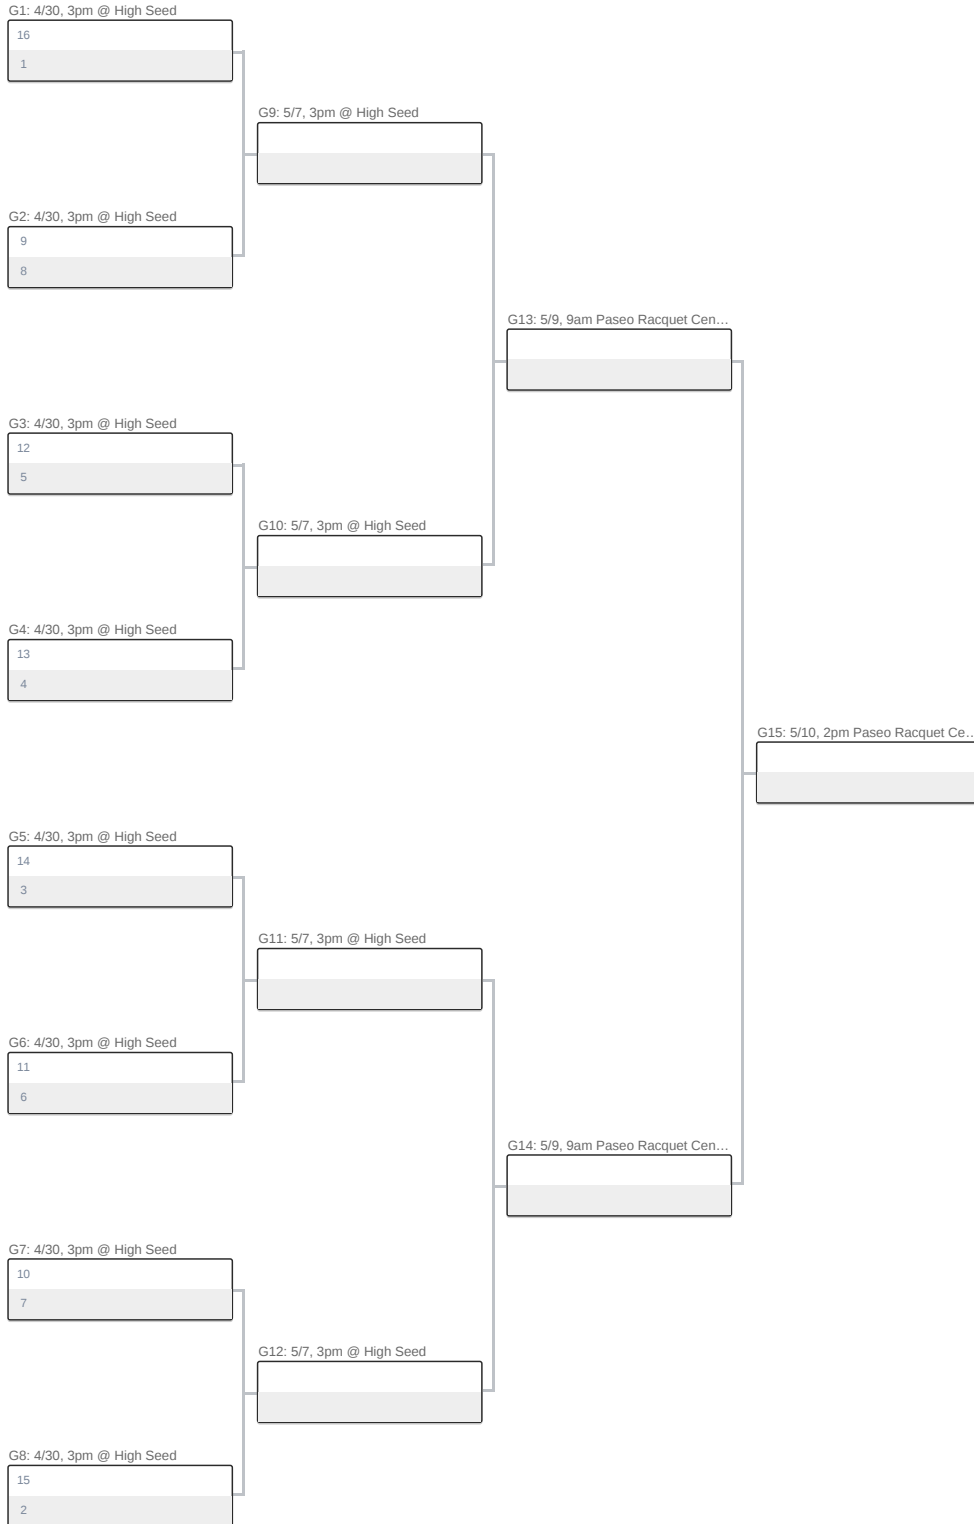 G1: 4/30, 3pm @ High Seed
16
1
G9: 5/7, 3pm @ High Seed
G2: 4/30, 3pm @ High Seed
9
8
G13: 5/9, 9am Paseo Racquet Cen…
G3: 4/30, 3pm @ High Seed
12
5
G10: 5/7, 3pm @ High Seed
G4: 4/30, 3pm @ High Seed
13
4
G15: 5/10, 2pm Paseo Racquet Ce…
G5: 4/30, 3pm @ High Seed
14
3
G11: 5/7, 3pm @ High Seed
G6: 4/30, 3pm @ High Seed
11
6
G14: 5/9, 9am Paseo Racquet Cen…
G7: 4/30, 3pm @ High Seed
10
7
G12: 5/7, 3pm @ High Seed
G8: 4/30, 3pm @ High Seed
15
2